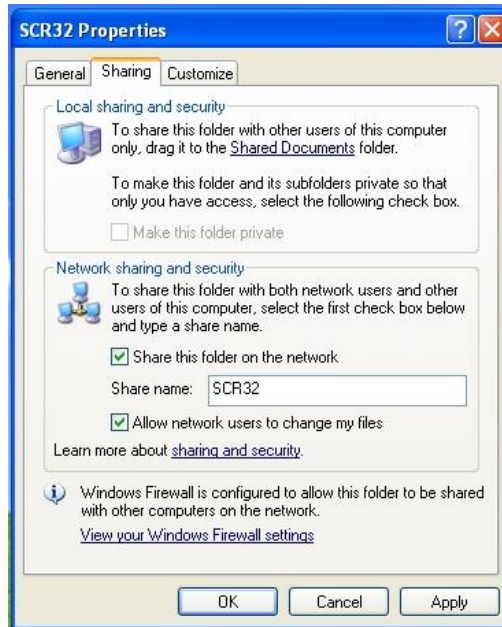 SCR32 Properties
General
Sharing
Customize
Local sharing and security
To share this folder with other users of this computer
only, drag it to the Shared Documents folder.
To make this folder and its subfolders private so that
only you have access, select the following check box.
Make this folder private
Network sharing and security
To share this folder with both network users and other
users of this computer, select the first check box below
and type a share name.
Share this folder on the network
Share name: SCR32
Allow network users to change my files
Learn more about sharing and security.
Windows Firewall is configured to allow this folder to be shared
with other computers on the network.
View your Windows Firewall settings
OK
Cancel
Apply